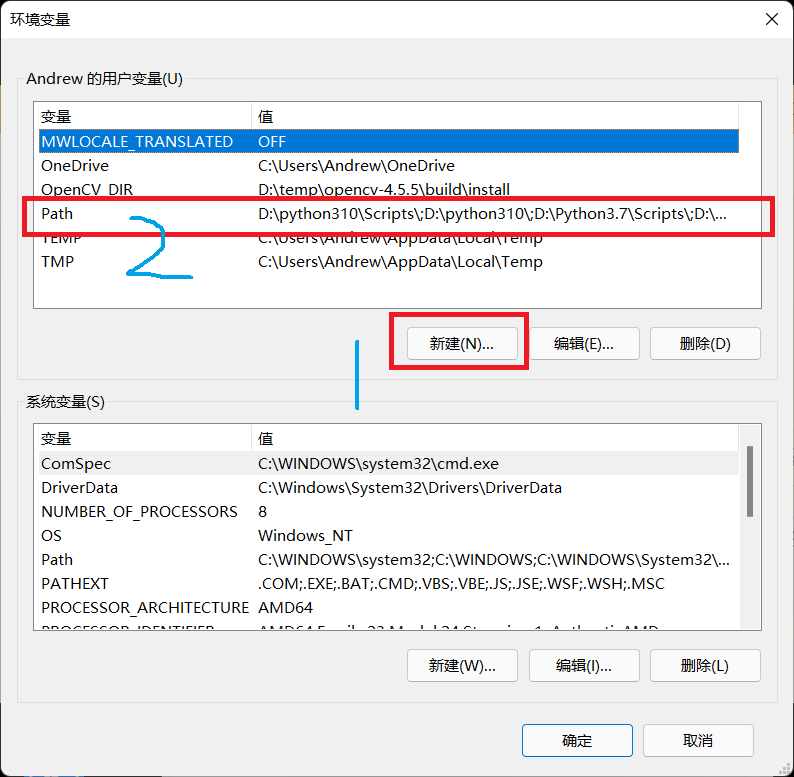 环境变量
Andrew 的用户变量(U)
变量 值
MWLOCALE_TRANSLATED OFF
OneDrive C:\Users\Andrew\OneDrive
OpenCV_DIR D:\temp\opencv-4.5.5\build\install
Path D:\python310\Scripts\;D:\python310\;D:\Python3.7\Scripts\;D:\...
2
TEMP C:\Users\Andrew\AppData\Local\Temp
TMP C:\Users\Andrew\AppData\Local\Temp
新建(N)... 编辑(E)... 删除(D)
1
系统变量(S)
变量 值
ComSpec C:\WINDOWS\system32\cmd.exe
DriverData C:\Windows\System32\Drivers\DriverData
NUMBER_OF_PROCESSORS 8
OS Windows_NT
Path C:\WINDOWS\system32;C:\WINDOWS;C:\WINDOWS\System32\...
PATHEXT .COM;.EXE;.BAT;.CMD;.VBS;.VBE;.JS;.JSE;.WSF;.WSH;.MSC
PROCESSOR_ARCHITECTURE AMD64
PROCESSOR_IDENTIFIER AMD64 Family
新建(W)... 编辑(I)... 删除(L)
确定 取消